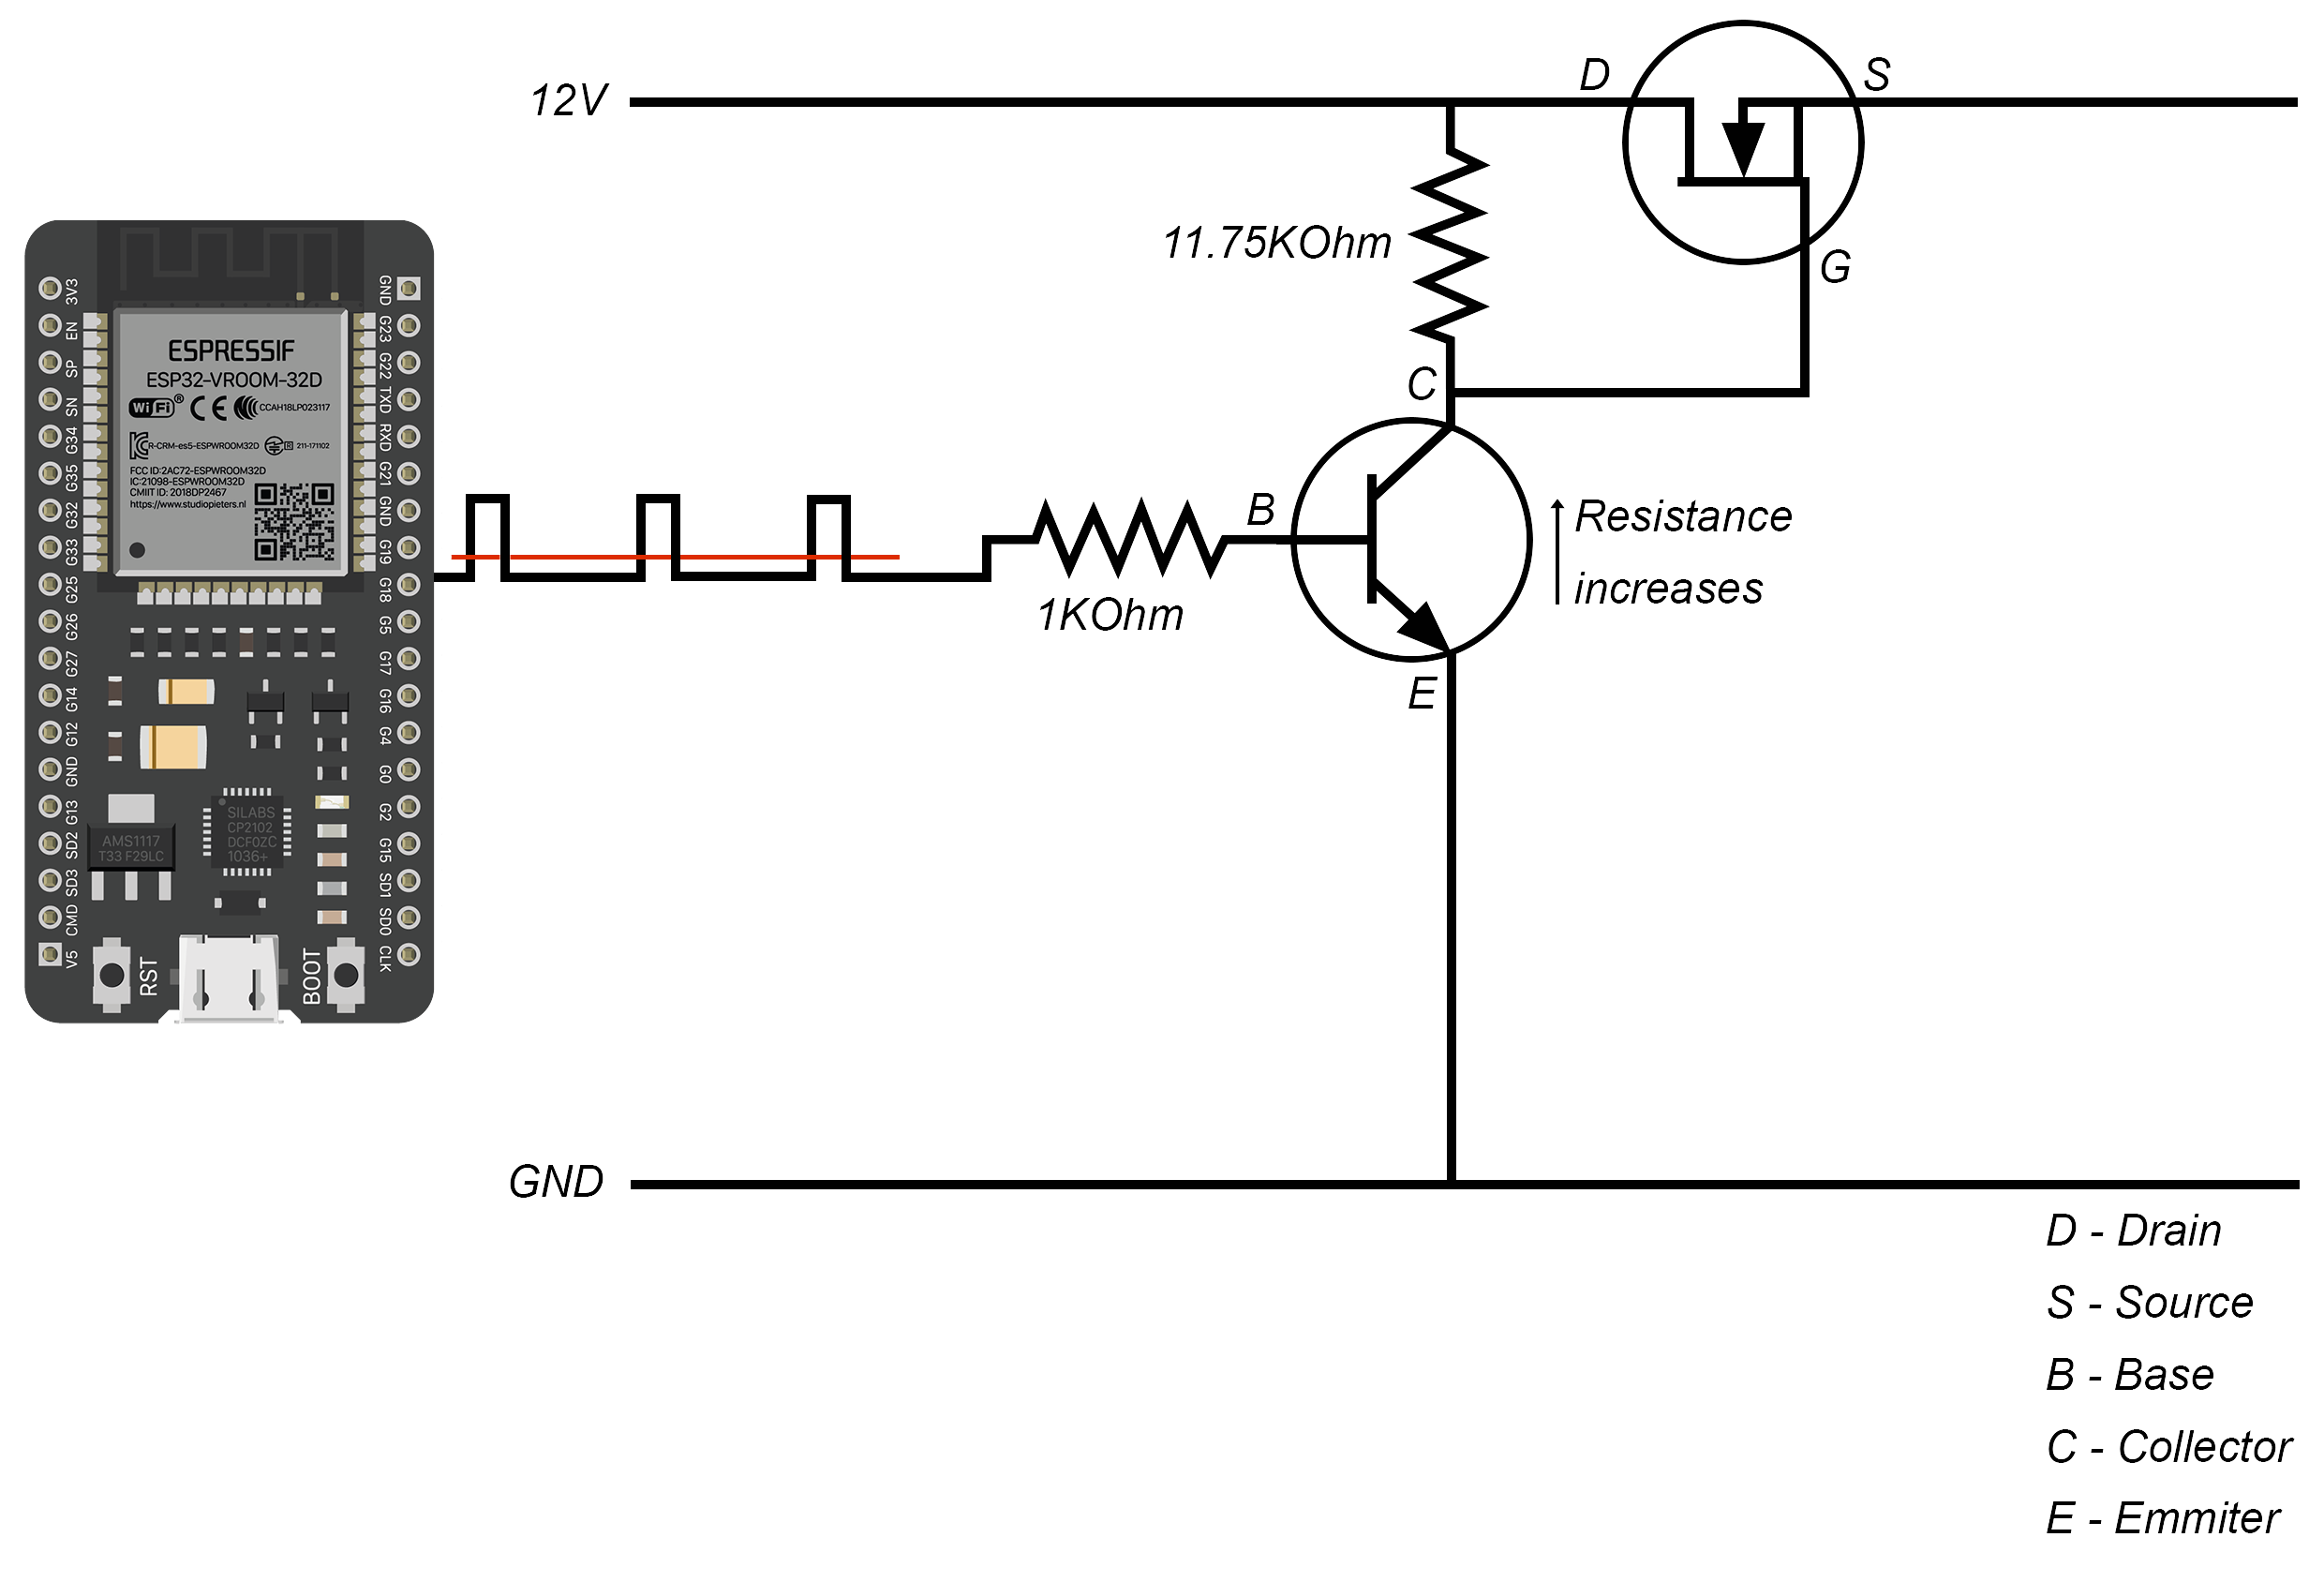 12V
D
S
11.75KOhm
G
C
B
Resistance
increases
1KOhm
E
GND
D - Drain
S - Source
B - Base
C - Collector
E - Emmiter
ESPRESSIF
ESP32-VROOM-32D
WiFi ® CE CCAH18LP023117
R-CRM-es5-ESPWROOM32D R 211-171102
FCC ID:2AC72-ESPWROOM32D
IC:21098-ESPWROOM32D
CMIIT ID: 2018DP2467
https://www.studiopieters.nl
3V3
EN
SP
SN
G34
G35
G32
G33
G25
G26
G27
G14
G12
GND
G13
SD2
SD3
CMD
V5
GND
G23
G22
TXD
RXD
G21
GND
G19
G18
G5
G17
G16
G4
G0
G2
G15
SD1
SD0
CLK
AMS1117
T33 F29LC
SILABS
CP2102
DCF0ZC
1036+
RST
BOOT